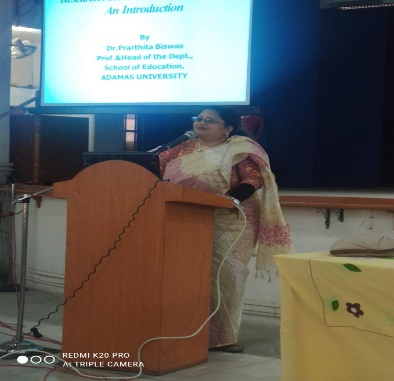 An Introduction
By
Dr.Prarthita Biswas
Prof.&Head of the Dept.,
School of Education,
ADAMAS UNIVERSITY
REDMI K20 PRO
AI TRIPLE CAMERA